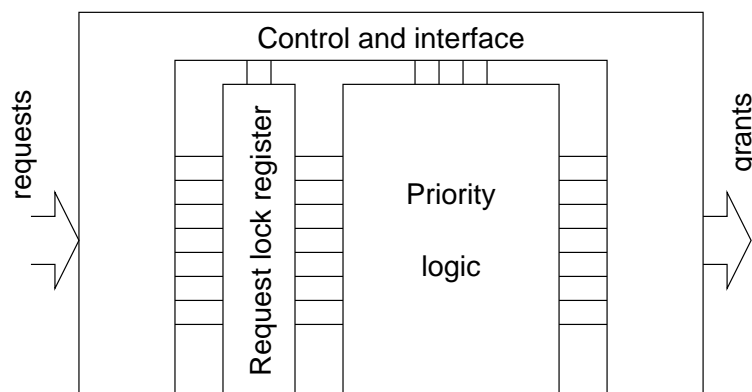 Control and interface
requests
Request lock register
Priority
logic
grants